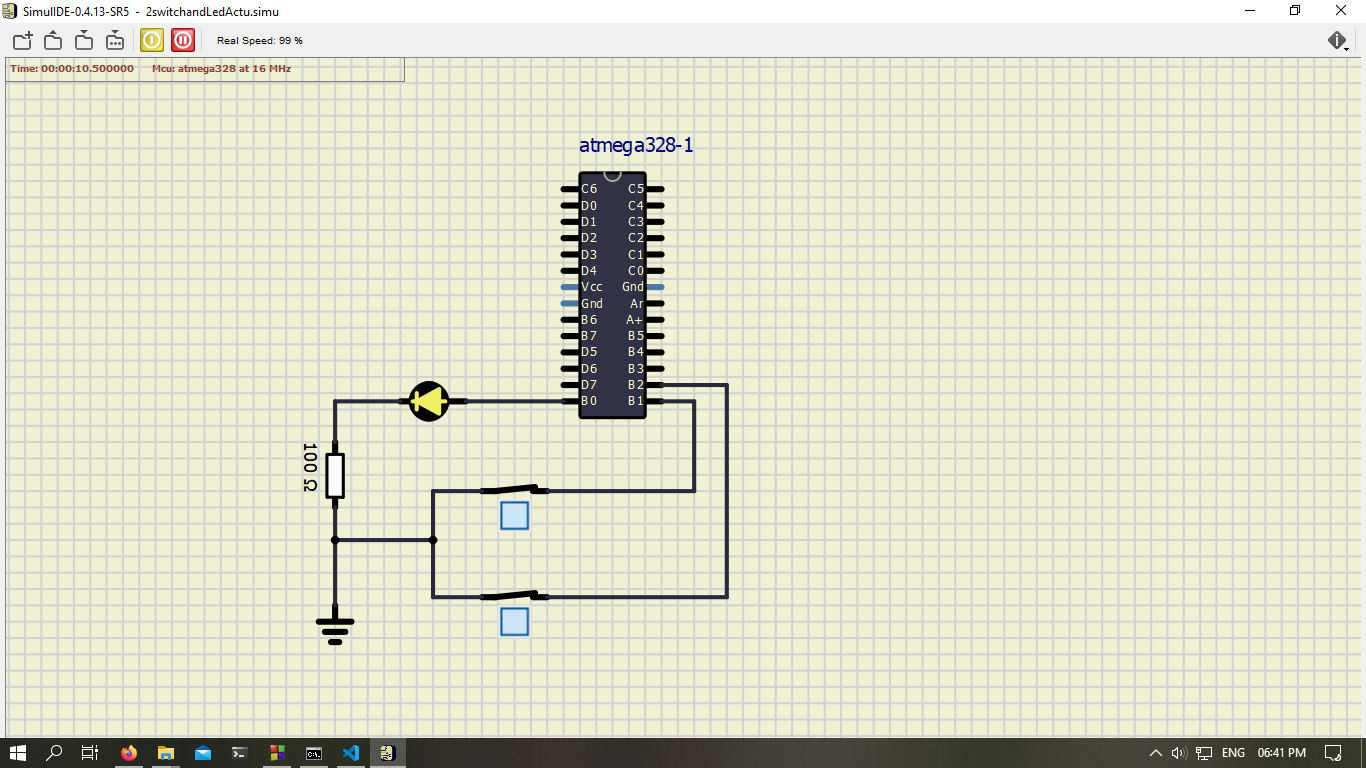 SimulIDE-0.4.13-SR5 - 2switchandLedActu.simu
Real Speed: 99 %
Time: 00:00:10.500000 Mcu: atmega328 at 16 MHz
atmega328-1
C6 C5
D0 C4
D1 C3
D2 C2
D3 C1
D4 C0
Vcc Gnd
Gnd Ar
B6 A+
B7 B5
D5 B4
D6 B3
D7 B2
B0 B1
100 Ω
ENG 06:41 PM